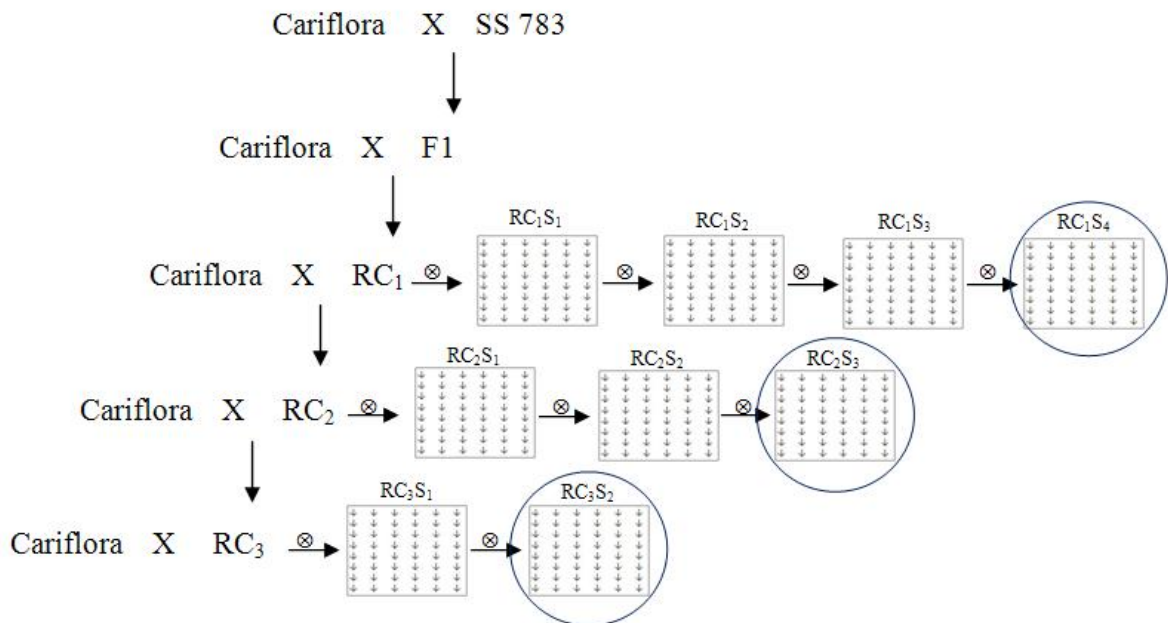 Cariflora X SS 783
Cariflora X F1
RC₁S₁ RC₁S₂ RC₁S₃ RC₁S₄
Cariflora X RC₁ ⊗ ⊗ ⊗ ⊗
RC₂S₁ RC₂S₂ RC₂S₃
Cariflora X RC₂ ⊗ ⊗ ⊗
RC₃S₁ RC₃S₂
Cariflora X RC₃ ⊗ ⊗